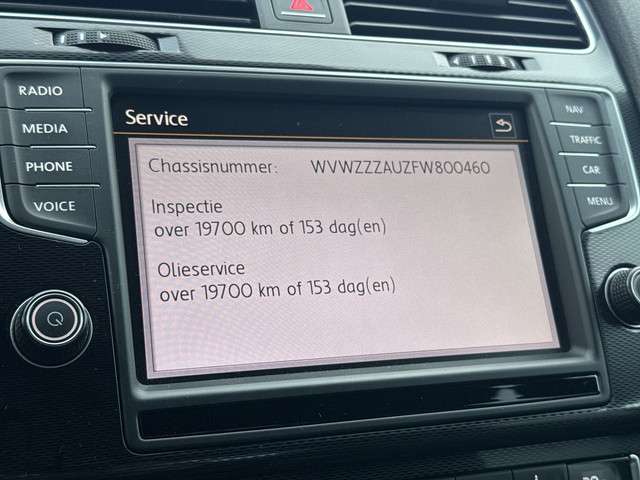 Service
RADIO
MEDIA
PHONE
VOICE
Chassisnummer: WVWZZZAUZFW800460
Inspectie
over 19700 km of 153 dag(en)
Olieservice
over 19700 km of 153 dag(en)
NAV
TRAFFIC
CAR
MENU